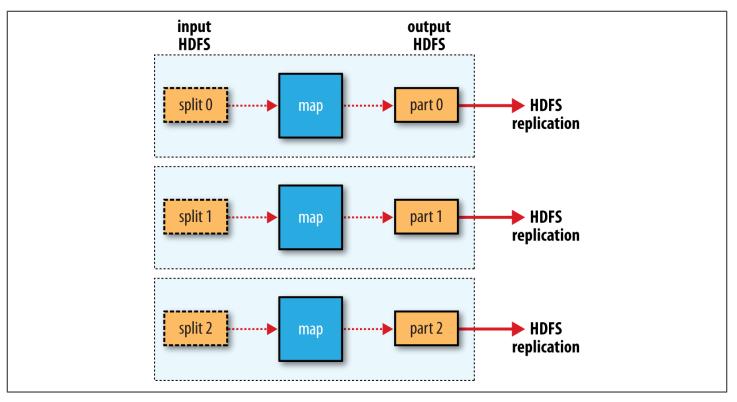 input
HDFS
output
HDFS
split 0
map
part 0
HDFS
replication
split 1
map
part 1
HDFS
replication
split 2
map
part 2
HDFS
replication